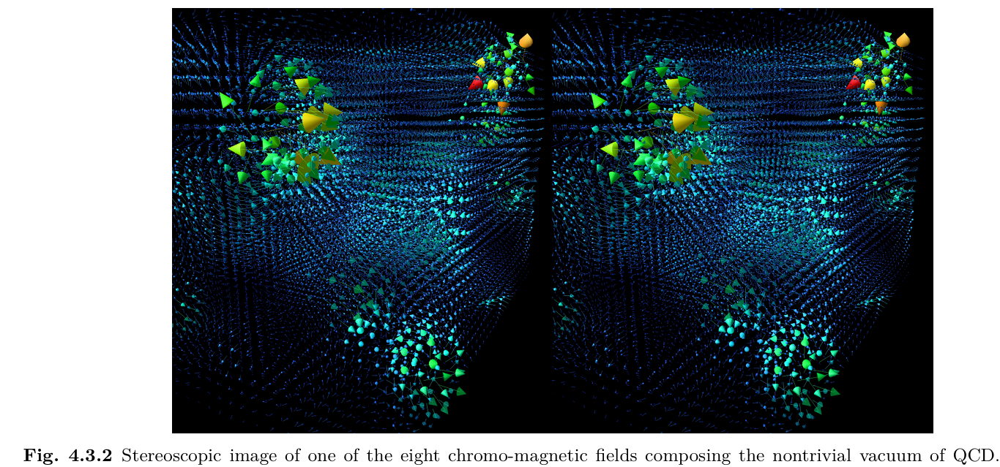 Fig. 4.3.2 Stereoscopic image of one of the eight chromo-magnetic fields composing the nontrivial vacuum of QCD.